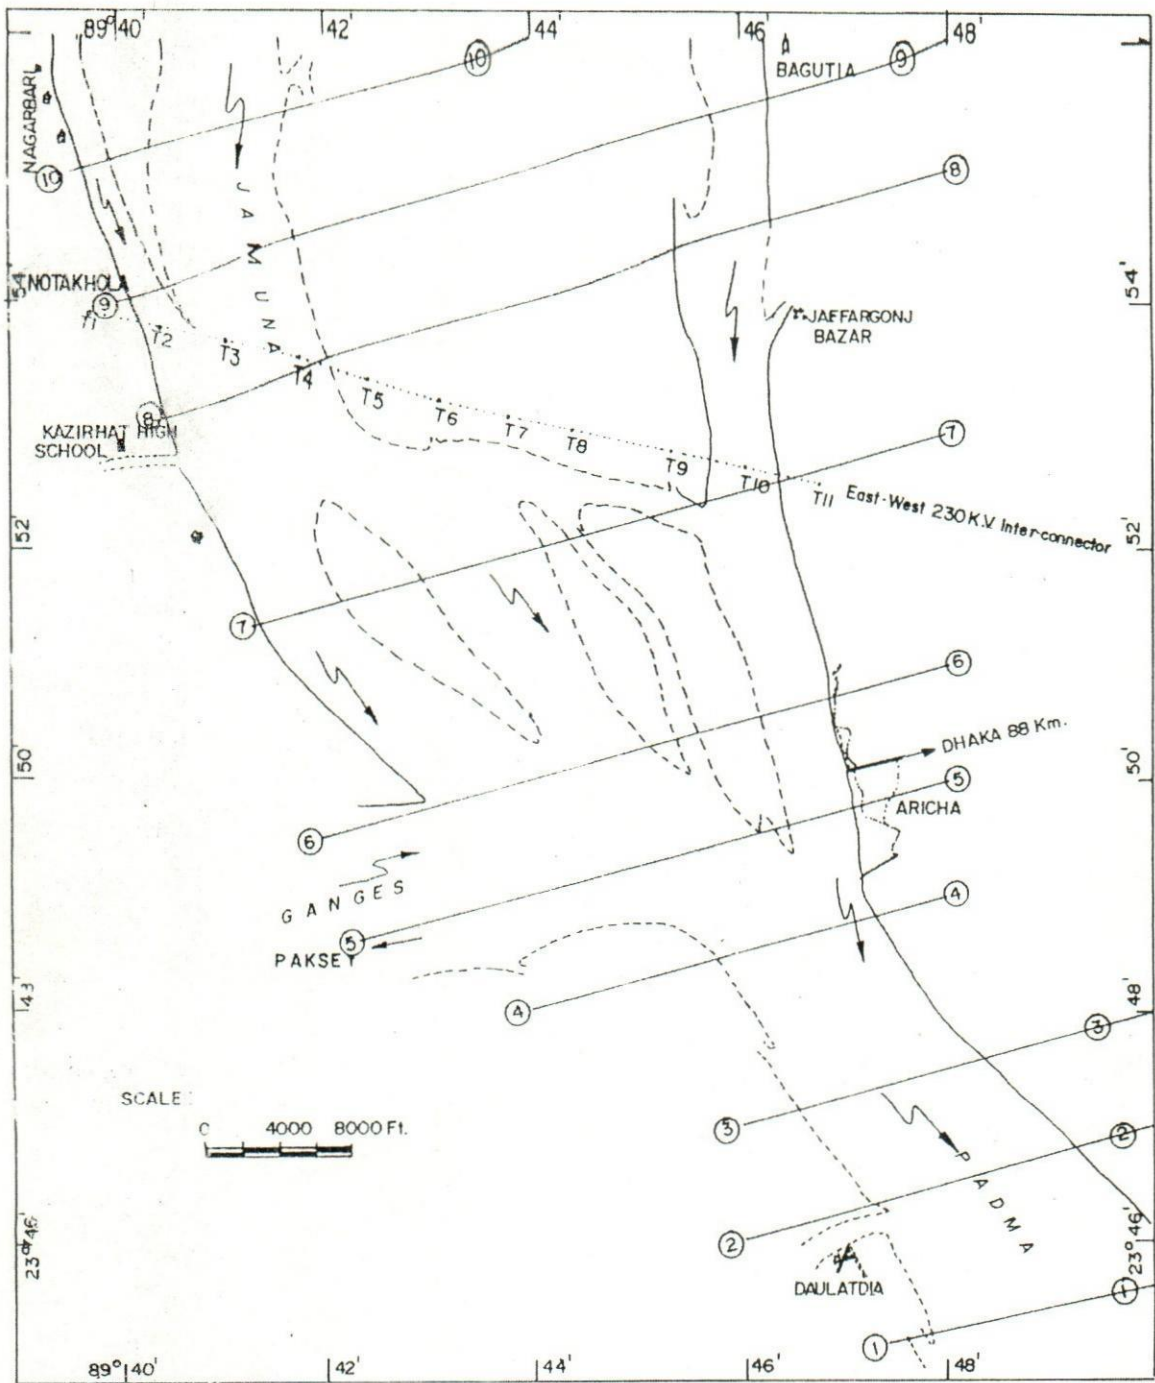 89° 40' 42' 44' 46' 48'
10 9
BAGUTIA
NAGARBARI
10 8
JAMUNA
54' NOTAKHOLA 54'
9
T1 T2 T3 T4 T5 T6 T7 T8 T9 T10 T11
JAFFARGONJ
BAZAR
8
KAZIRHAT HIGH
SCHOOL
7
East-West 230 K.V. Inter-connector
52' 52'
7
6
DHAKA 88 Km.
50' 50'
5
ARICHA
6
GANGES
4
5
PAKSEY
48' 48'
4
3
SCALE:
0 4000 8000 Ft.
3
2
PADMA
23° 46' 23° 46'
2
DAULATDIA
1
1
89° 40' 42' 44' 46' 48'